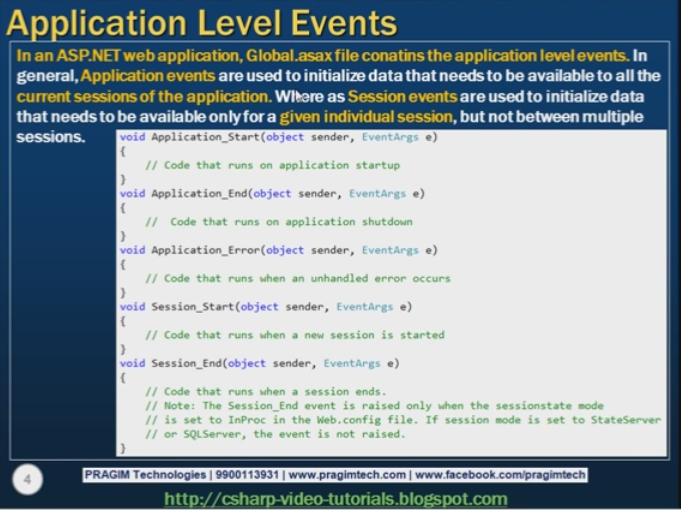 Application Level Events
In an ASP.NET web application, Global.asax file conatins the application level events. In
general, Application events are used to initialize data that needs to be available to all the
current sessions of the application. Where as Session events are used to initialize data
that needs to be available only for a given individual session, but not between multiple
sessions.
void Application_Start(object sender, EventArgs e)
{
// Code that runs on application startup
}
void Application_End(object sender, EventArgs e)
{
//  Code that runs on application shutdown
}
void Application_Error(object sender, EventArgs e)
{
// Code that runs when an unhandled error occurs
}
void Session_Start(object sender, EventArgs e)
{
// Code that runs when a new session is started
}
void Session_End(object sender, EventArgs e)
{
// Code that runs when a session ends.
// Note: The Session_End event is raised only when the sessionstate mode
// is set to InProc in the Web.config file. If session mode is set to StateServer
// or SQLServer, the event is not raised.
}
4
PRAGIM Technologies | 9900113931 | www.pragimtech.com | www.facebook.com/pragimtech
http://csharp-video-tutorials.blogspot.com